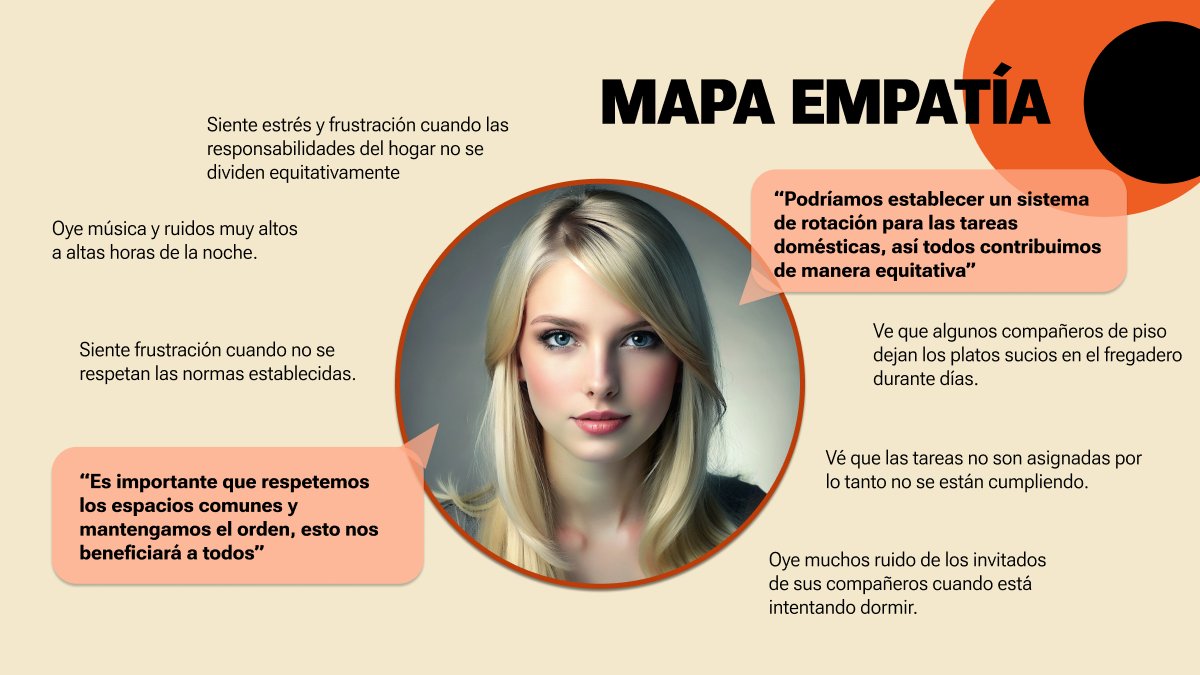 MAPA EMPATÍA
Siente estrés y frustración cuando las
responsabilidades del hogar no se
dividen equitativamente
Oye música y ruidos muy altos
a altas horas de la noche.
Siente frustración cuando no se
respetan las normas establecidas.
“Es importante que respetemos
los espacios comunes y
mantengamos el orden, esto nos
beneficiará a todos”
“Podríamos establecer un sistema
de rotación para las tareas
domésticas, así todos contribuimos
de manera equitativa”
Ve que algunos compañeros de piso
dejan los platos sucios en el fregadero
durante días.
Vé que las tareas no son asignadas por
lo tanto no se están cumpliendo.
Oye muchos ruido de los invitados
de sus compañeros cuando está
intentando dormir.